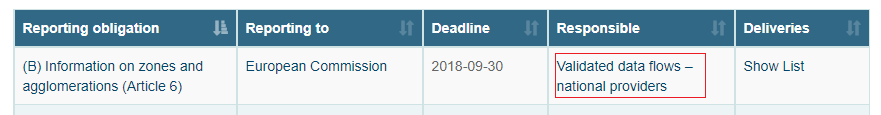 Reporting obligation Reporting to Deadline Responsible Deliveries
(B) Information on zones and European Commission 2018-09-30 Validated data flows – Show List
agglomerations (Article 6) national providers